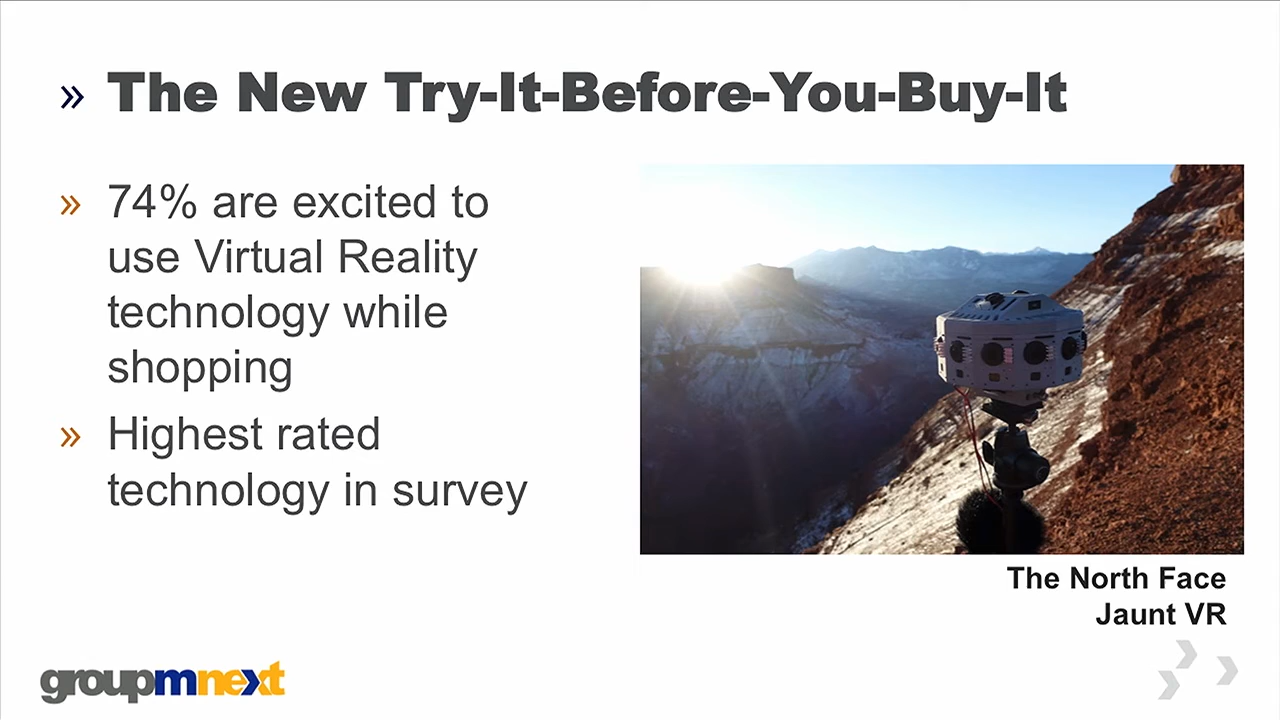 » The New Try-It-Before-You-Buy-It
» 74% are excited to
use Virtual Reality
technology while
shopping
» Highest rated
technology in survey
The North Face
Jaunt VR
groupmnext